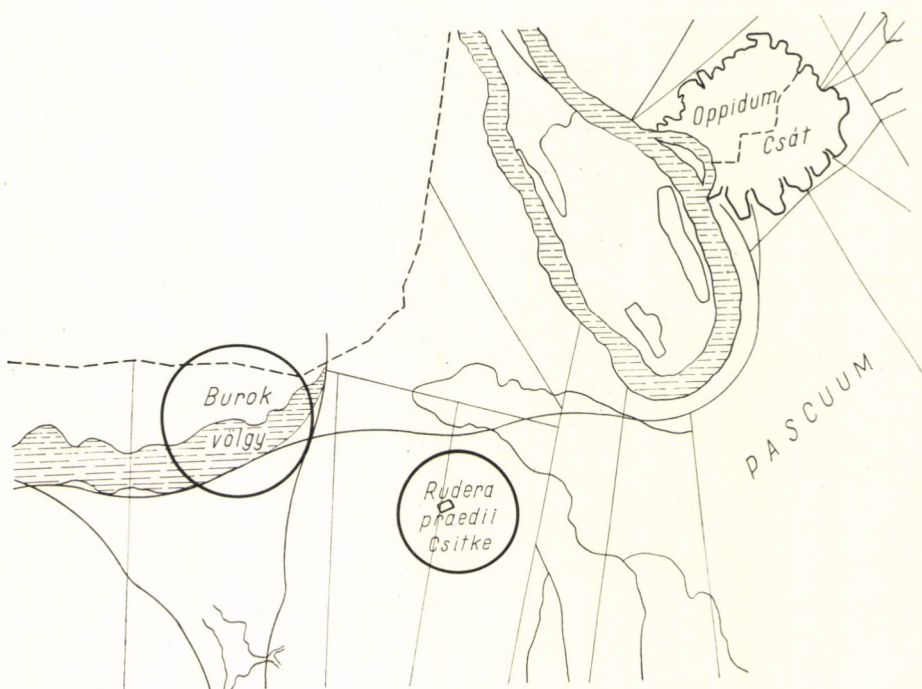 Oppidum
Csát
PASCUUM
Burok
völgy
Rudera
praedii
Csitke